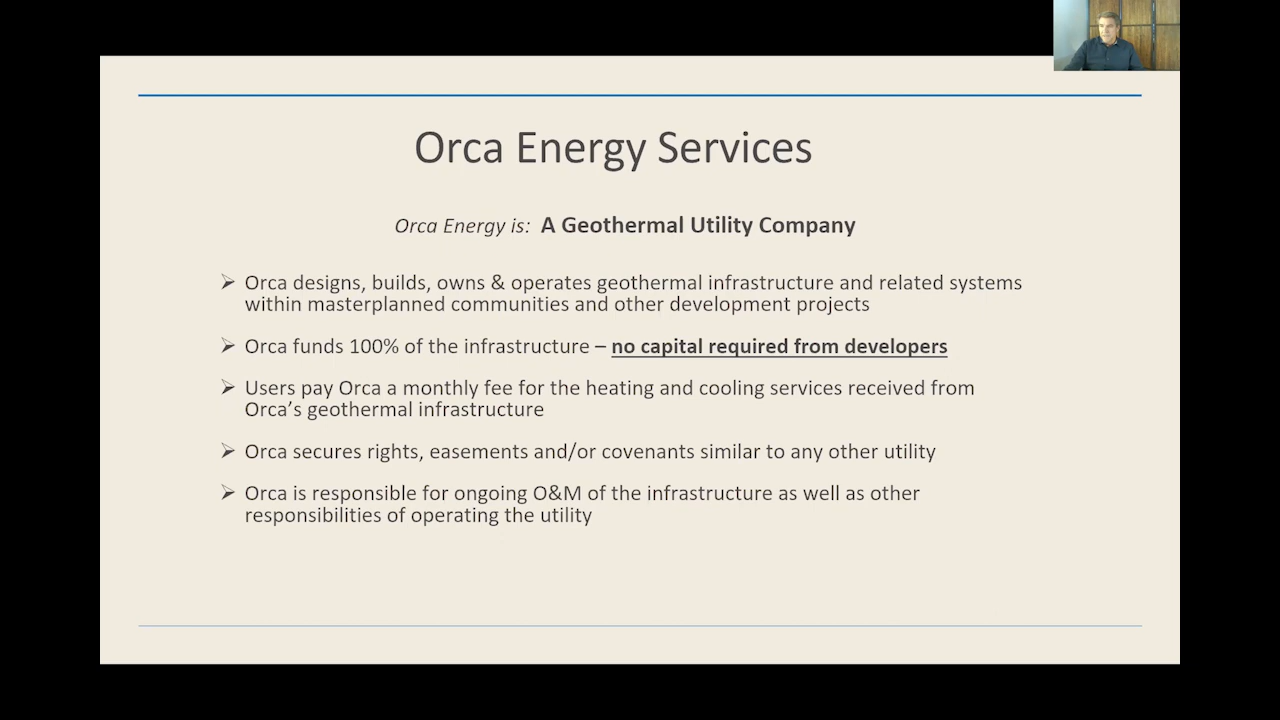 Orca Energy Services
Orca Energy is: A Geothermal Utility Company
➢ Orca designs, builds, owns & operates geothermal infrastructure and related systems
within masterplanned communities and other development projects
➢ Orca funds 100% of the infrastructure – no capital required from developers
➢ Users pay Orca a monthly fee for the heating and cooling services received from
Orca’s geothermal infrastructure
➢ Orca secures rights, easements and/or covenants similar to any other utility
➢ Orca is responsible for ongoing O&M of the infrastructure as well as other
responsibilities of operating the utility